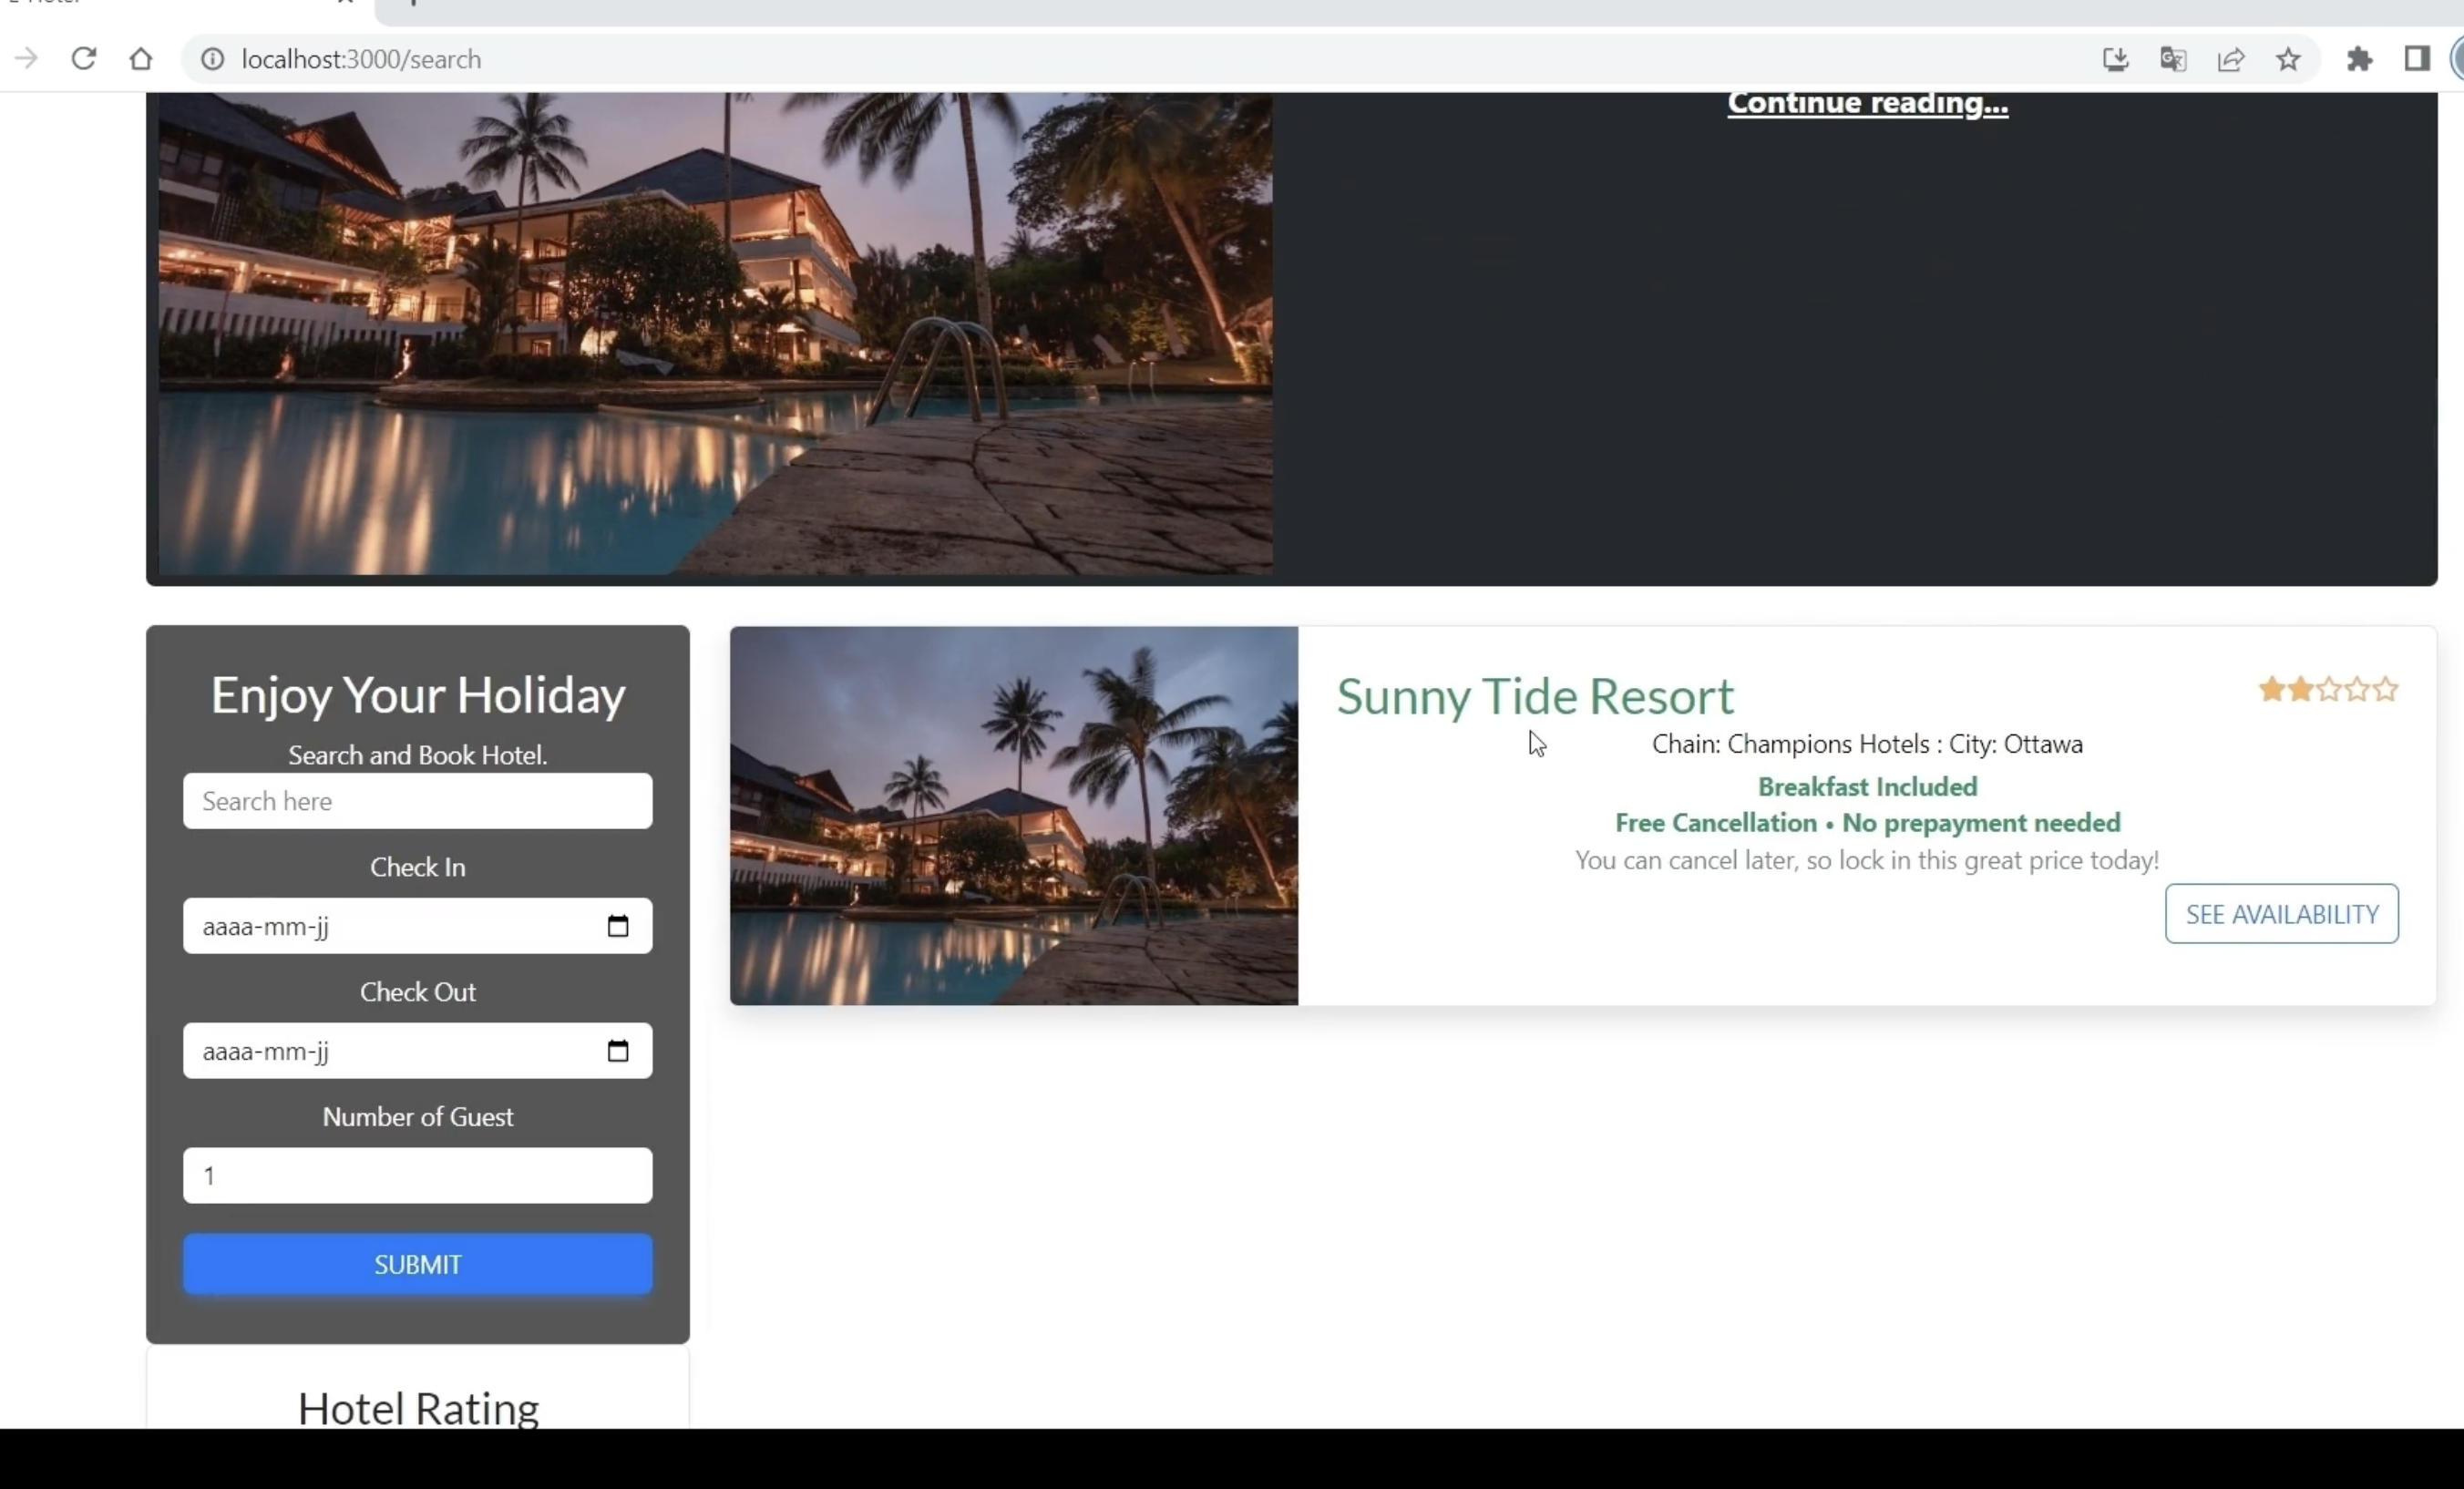 localhost:3000/search
Continue reading...
Enjoy Your Holiday
Search and Book Hotel.
Search here
Check In
aaaa-mm-jj
Check Out
aaaa-mm-jj
Number of Guest
1
SUBMIT
Hotel Rating
Sunny Tide Resort
Chain: Champions Hotels : City: Ottawa
Breakfast Included
Free Cancellation • No prepayment needed
You can cancel later, so lock in this great price today!
SEE AVAILABILITY